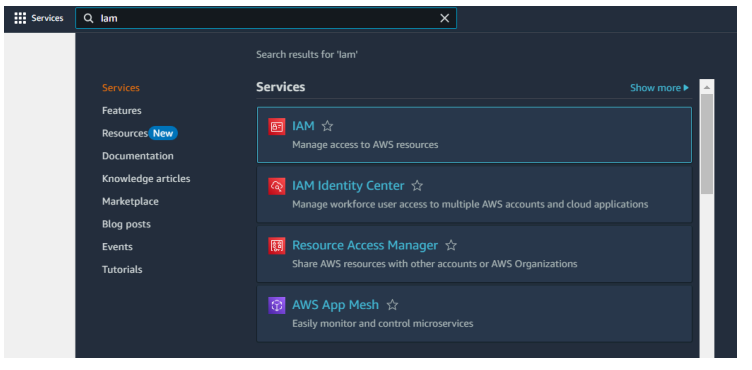 Services
Iam
Search results for 'Iam'
Services
Features
Resources New
Documentation
Knowledge articles
Marketplace
Blog posts
Events
Tutorials
Services
Show more
IAM
Manage access to AWS resources
IAM Identity Center
Manage workforce user access to multiple AWS accounts and cloud applications
Resource Access Manager
Share AWS resources with other accounts or AWS Organizations
AWS App Mesh
Easily monitor and control microservices